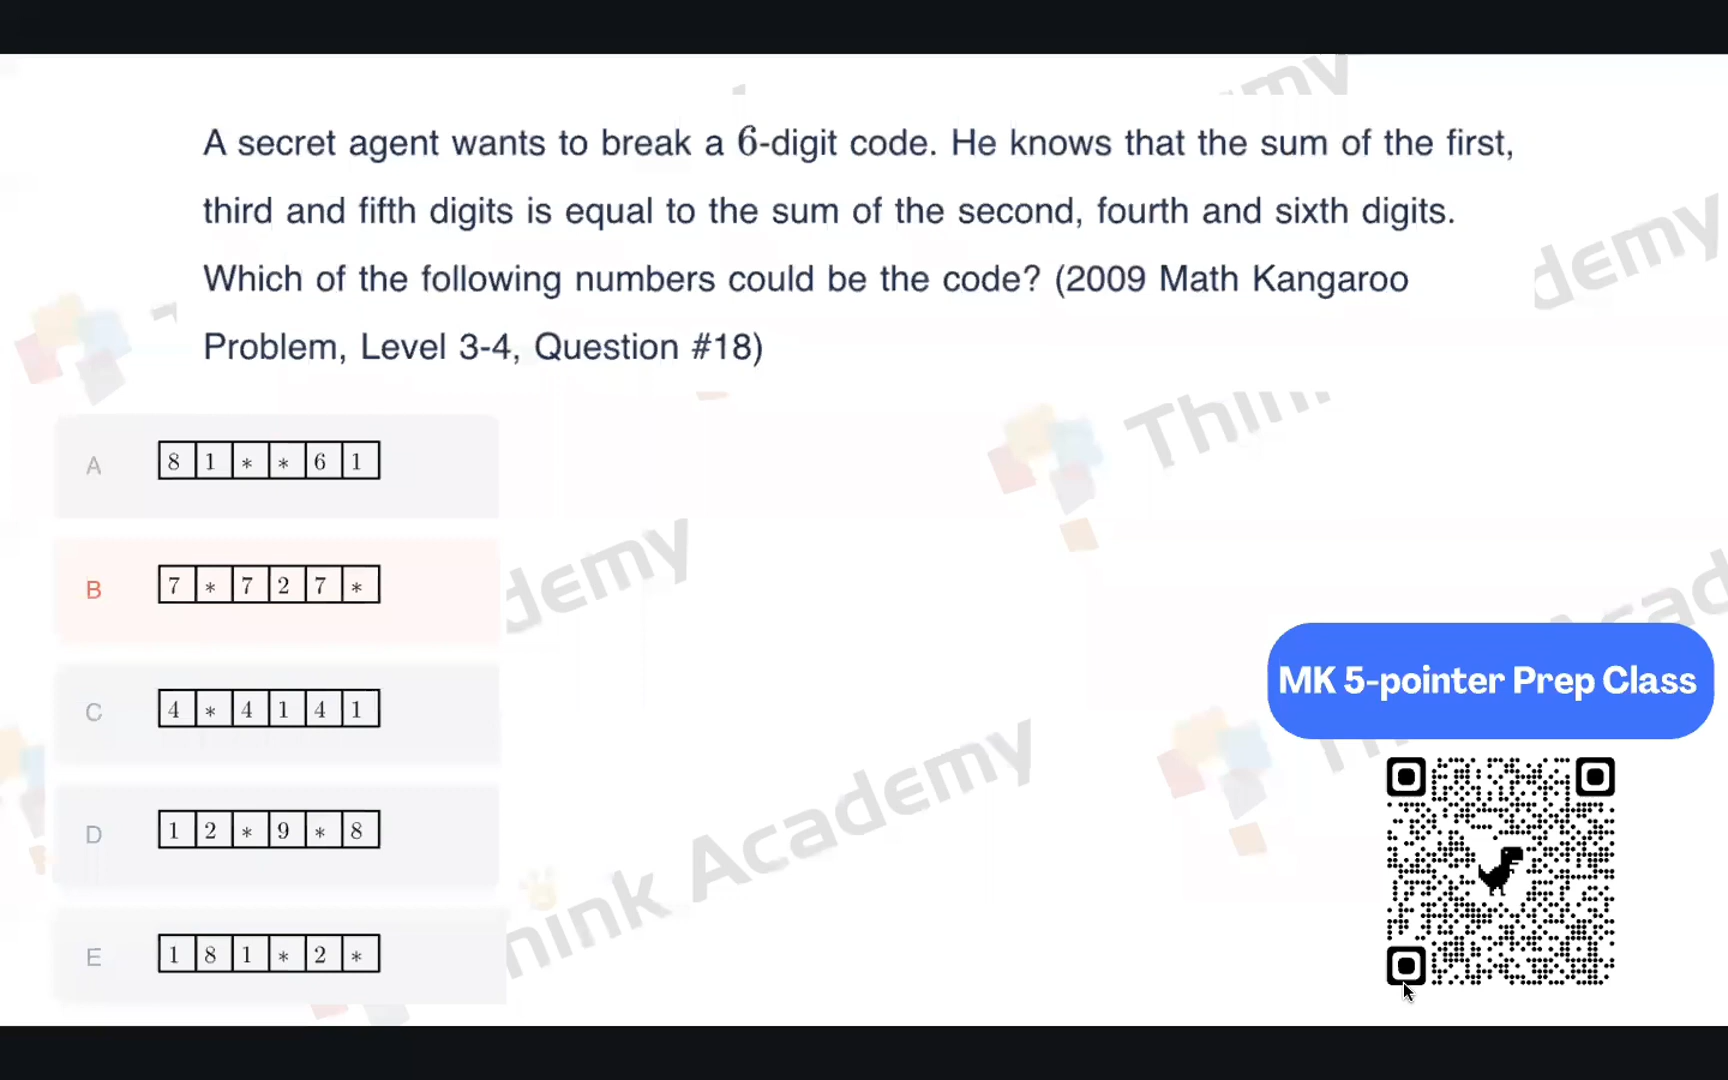 A secret agent wants to break a 6-digit code. He knows that the sum of the first,
third and fifth digits is equal to the sum of the second, fourth and sixth digits.
Which of the following numbers could be the code? (2009 Math Kangaroo
Problem, Level 3-4, Question #18)
A 8 1 * * 6 1
B 7 * 7 2 7 *
C 4 * 4 1 4 1
D 1 2 * 9 * 8
E 1 8 1 * 2 *
MK 5-pointer Prep Class
Think Academy